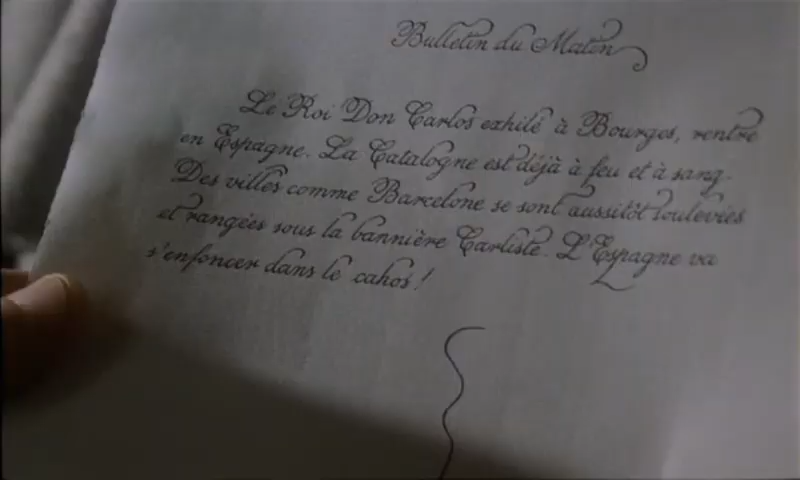 Bulletin du Matin
Le Roi Don Carlos exhilé à Bourges, rentre
en Espagne. La Catalogne est déjà à feu et à sang.
Des villes comme Barcelone se sont aussitôt soulevées
et rangées sous la bannière Carliste. L'Espagne va
s'enfoncer dans le cahos !